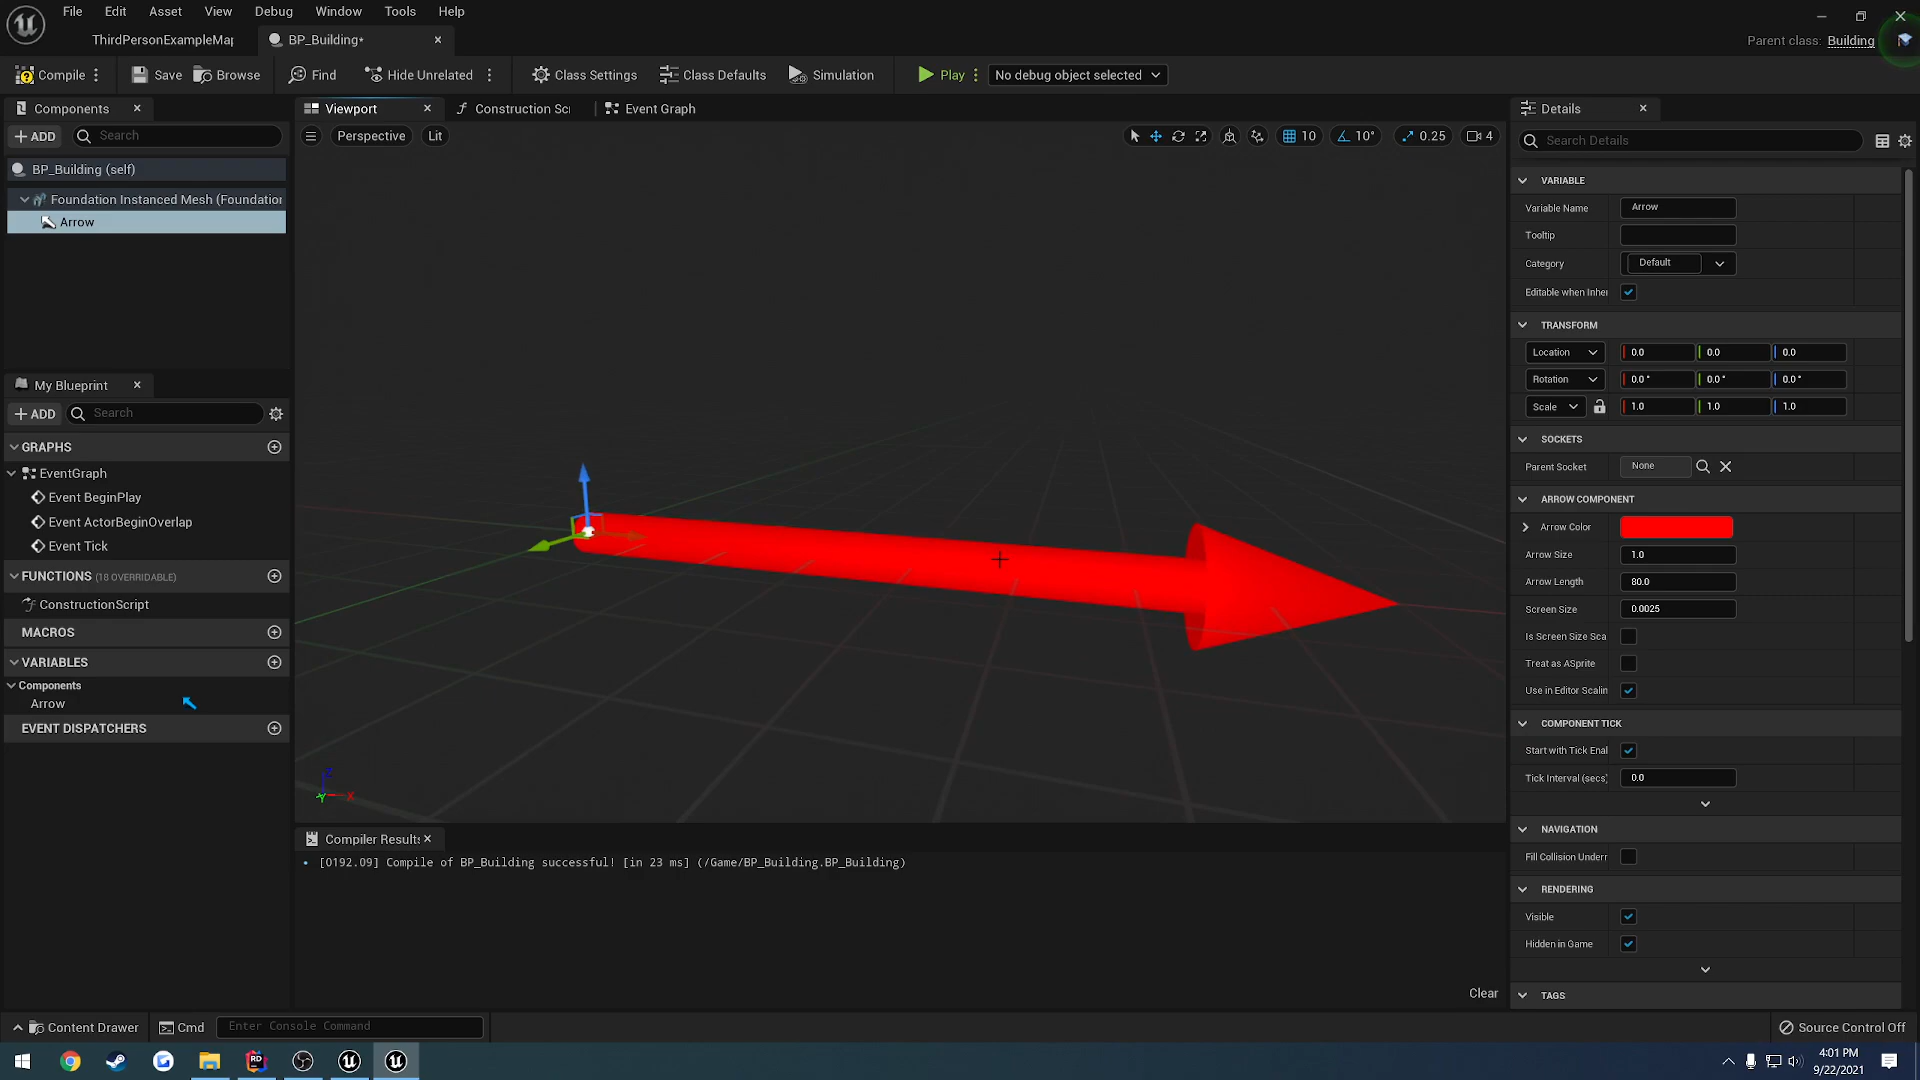 File Edit Asset View Debug Window Tools Help
ThirdPersonExampleMap
BP_Building*
Parent class: Building
Compile
Save
Browse
Find
Hide Unrelated
Class Settings
Class Defaults
Simulation
Play
No debug object selected
Components
Viewport
Construction Scr
Event Graph
Details
ADD
Search
Perspective
Lit
10
10°
0.25
4
Search Details
BP_Building (self)
Foundation Instanced Mesh (Foundation
Arrow
My Blueprint
ADD
Search
GRAPHS
EventGraph
Event BeginPlay
Event ActorBeginOverlap
Event Tick
FUNCTIONS (18 OVERRIDABLE)
ConstructionScript
MACROS
VARIABLES
Components
Arrow
EVENT DISPATCHERS
Z
X
Y
VARIABLE
Variable Name Arrow
Tooltip
Category Default
Editable when Inher
TRANSFORM
Location 0.0 0.0 0.0
Rotation 0.0° 0.0° 0.0°
Scale 1.0 1.0 1.0
SOCKETS
Parent Socket None
ARROW COMPONENT
Arrow Color
Arrow Size 1.0
Arrow Length 80.0
Screen Size 0.0025
Is Screen Size Sca
Treat as ASprite
Use in Editor Scalin
COMPONENT TICK
Start with Tick Enal
Tick Interval (secs) 0.0
NAVIGATION
Fill Collision Underr
RENDERING
Visible
Hidden in Game
TAGS
Compiler Results
• [0192.09] Compile of BP_Building successful! [in 23 ms] (/Game/BP_Building.BP_Building)
Clear
Content Drawer
Cmd
Enter Console Command
Source Control Off
RD
4:01 PM
9/22/2021